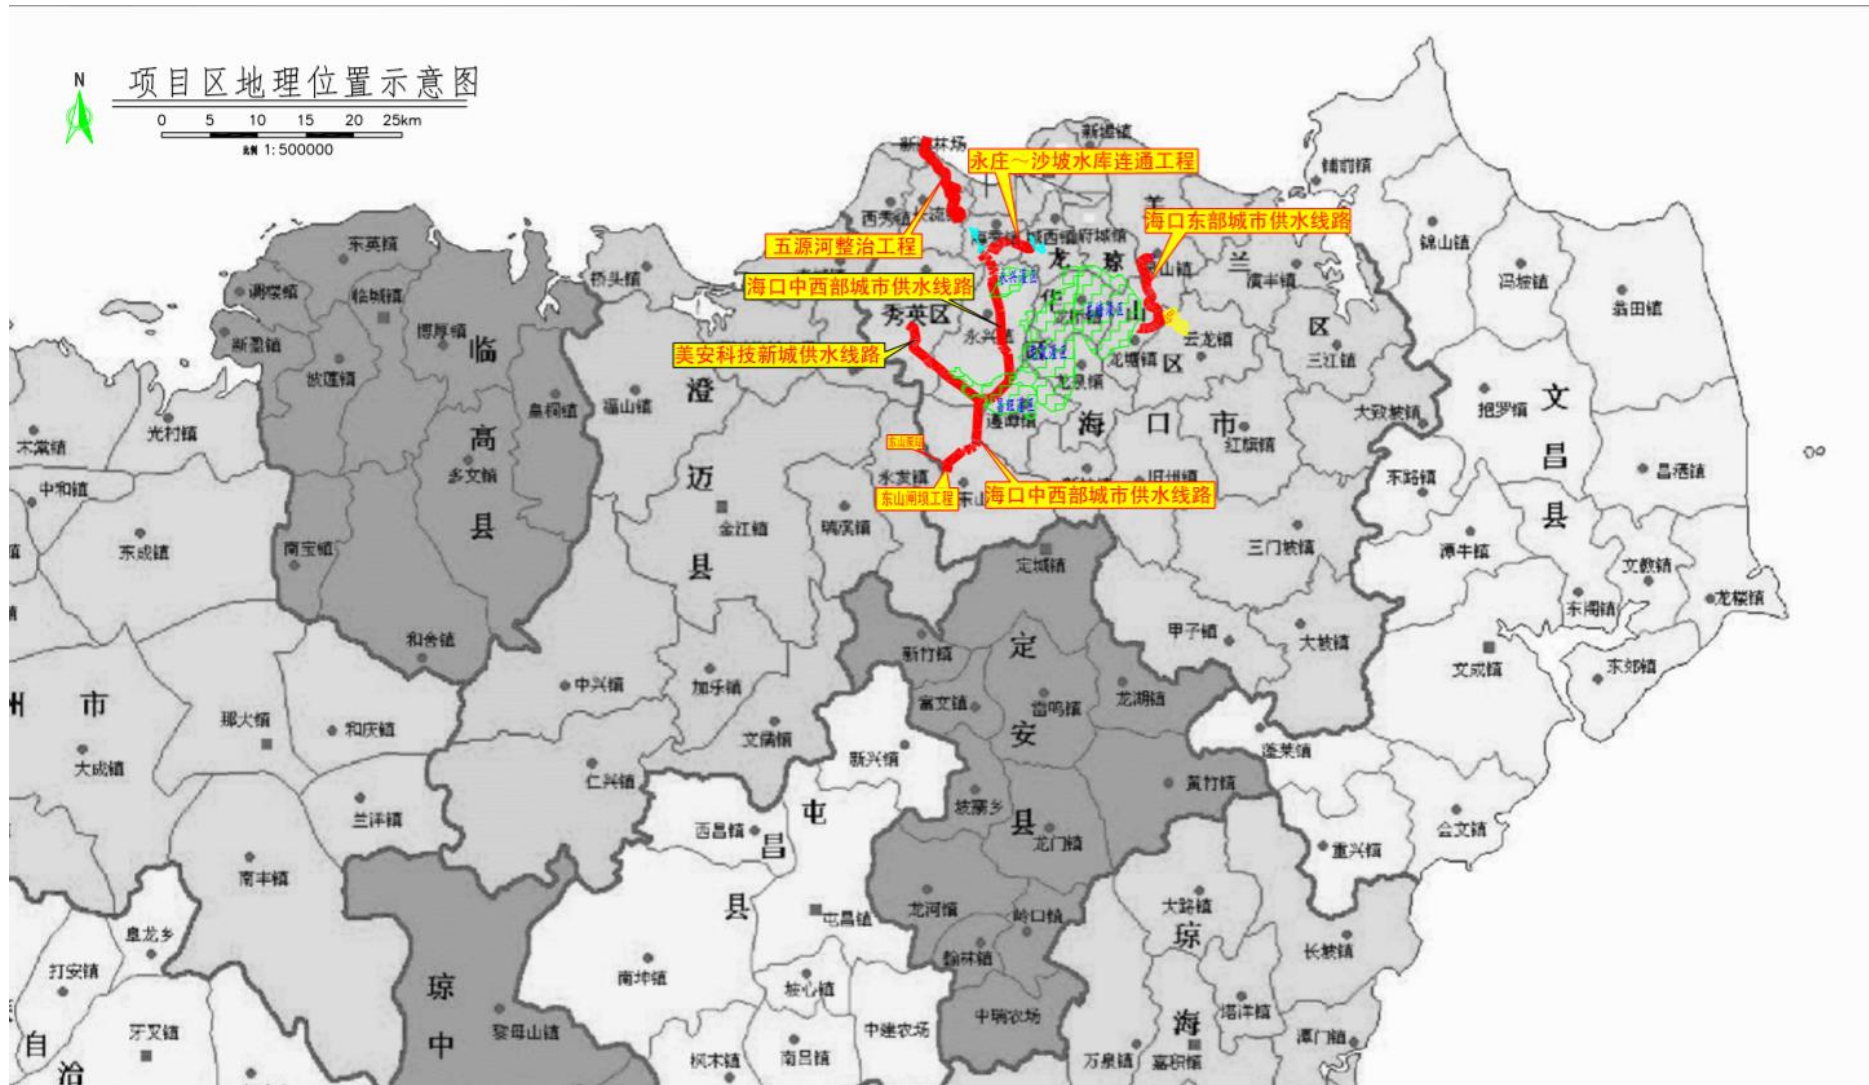 N
项目区地理位置示意图
0 5 10 15 20 25km
比例 1:500000
新埠镇
永庄～沙坡水库连通工程
铺前镇
西秀镇
海口东部城市供水线路
五源河整治工程
城西镇
府城镇
龙
琼
兰
演丰镇
锦山镇
冯坡镇
翁田镇
东英镇
桥头镇
调楼镇
临城镇
海口中西部城市供水线路
秀英区
永兴镇
山
区
云龙镇
区
三江镇
新盈镇
博厚镇
临
美安科技新城供水线路
龙塘镇
波莲镇
皇桐镇
福山镇
澄
文
抱罗镇
大致坡镇
海 口 市
红旗镇
遵谭镇
木棠镇
光村镇
高
多文镇
中和镇
迈
永发镇
东山闸坝工程
海口中西部城市供水线路
东路镇
昌
昌洒镇
金江镇
瑞溪镇
县
东成镇
南宝镇
县
县
定城镇
三门坡镇
潭牛镇
文教镇
东阁镇
龙楼镇
和舍镇
新竹镇
定
甲子镇
大坡镇
文成镇
东郊镇
州 市
中兴镇
加乐镇
富文镇
雷鸣镇
龙湖镇
那大镇
和庆镇
文儒镇
安
新兴镇
蓬莱镇
大成镇
仁兴镇
黄竹镇
兰洋镇
西昌镇
屯
昌
县
龙门镇
会文镇
重兴镇
南丰镇
县
屯昌镇
龙河镇
岭口镇
大路镇
琼
长坡镇
阜龙乡
打安镇
南坤镇
翰林镇
坡心镇
琼
中
黎母山镇
中建农场
中瑞农场
塔洋镇
海
潭门镇
牙叉镇
自
治
枫木镇
南吕镇
万泉镇
嘉积镇